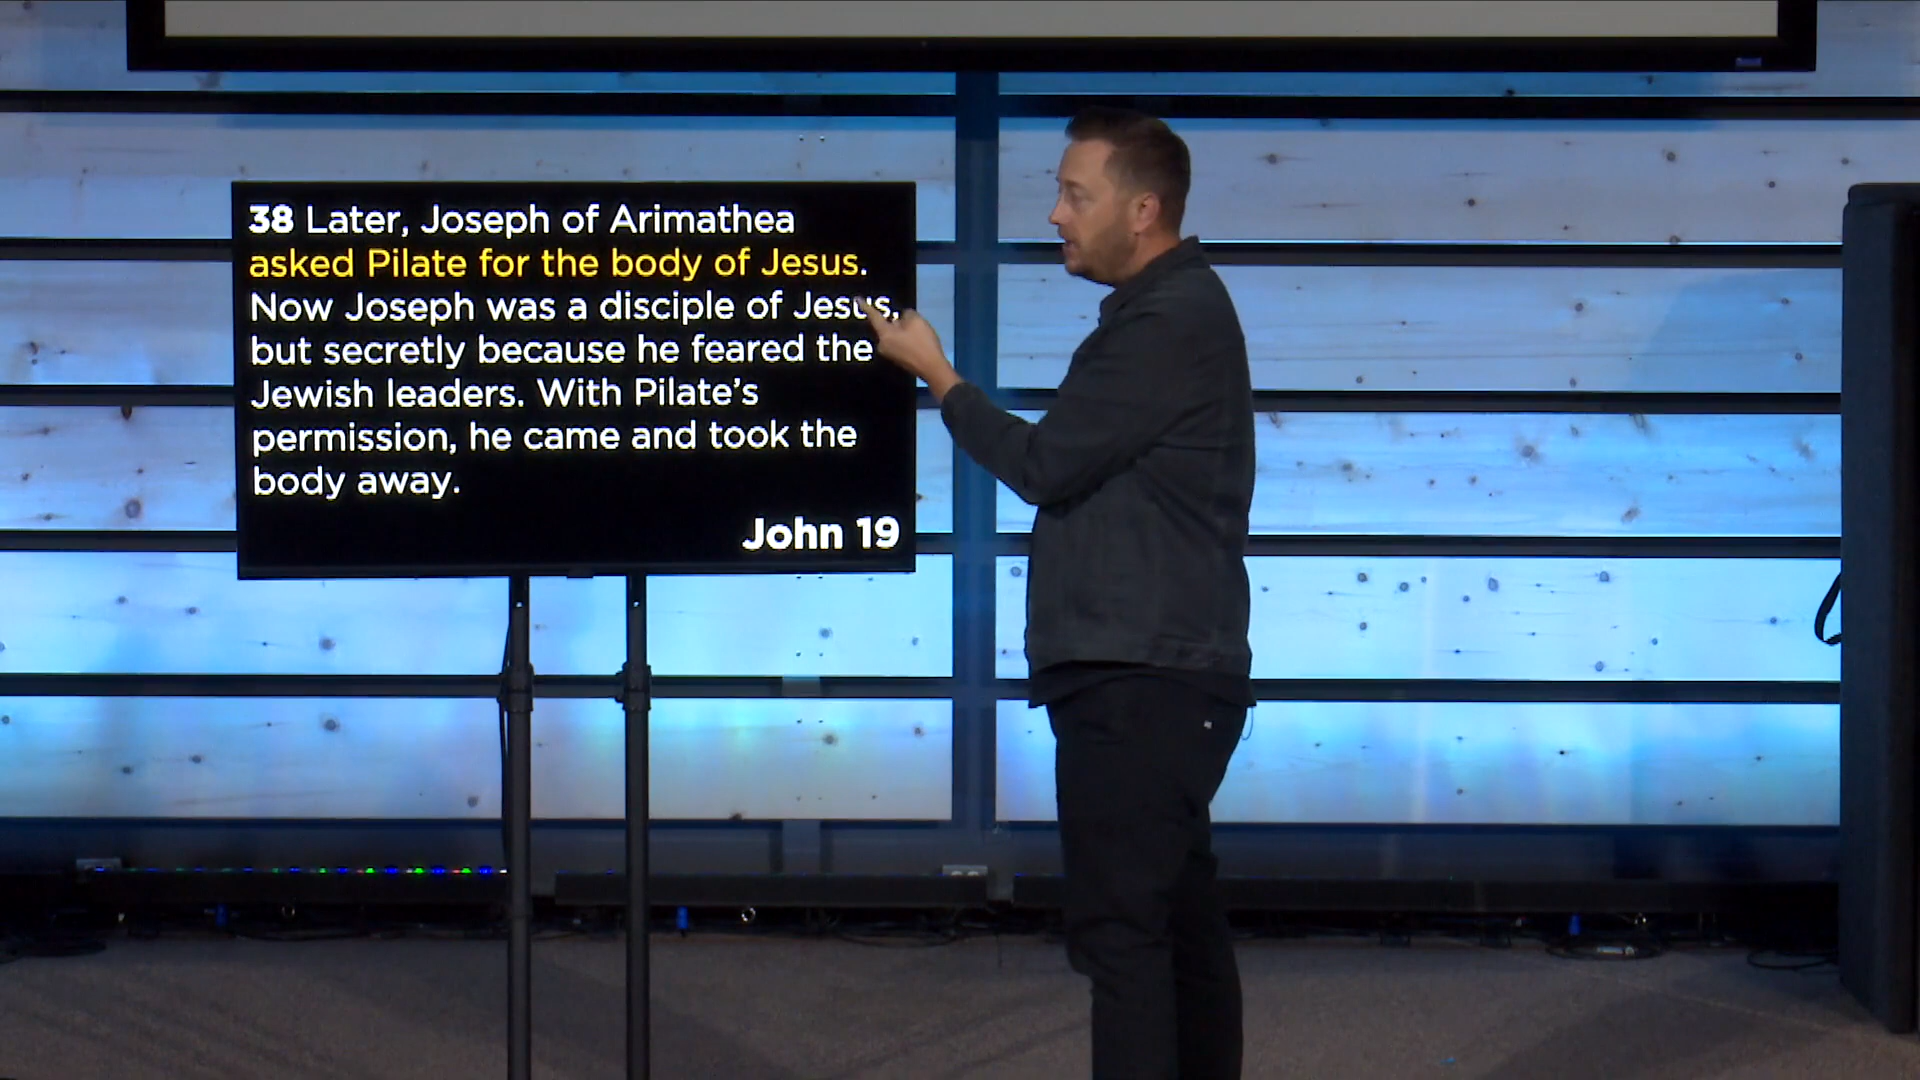 38 Later, Joseph of Arimathea
asked Pilate for the body of Jesus.
Now Joseph was a disciple of Jesus,
but secretly because he feared the
Jewish leaders. With Pilate's
permission, he came and took the
body away.
John 19